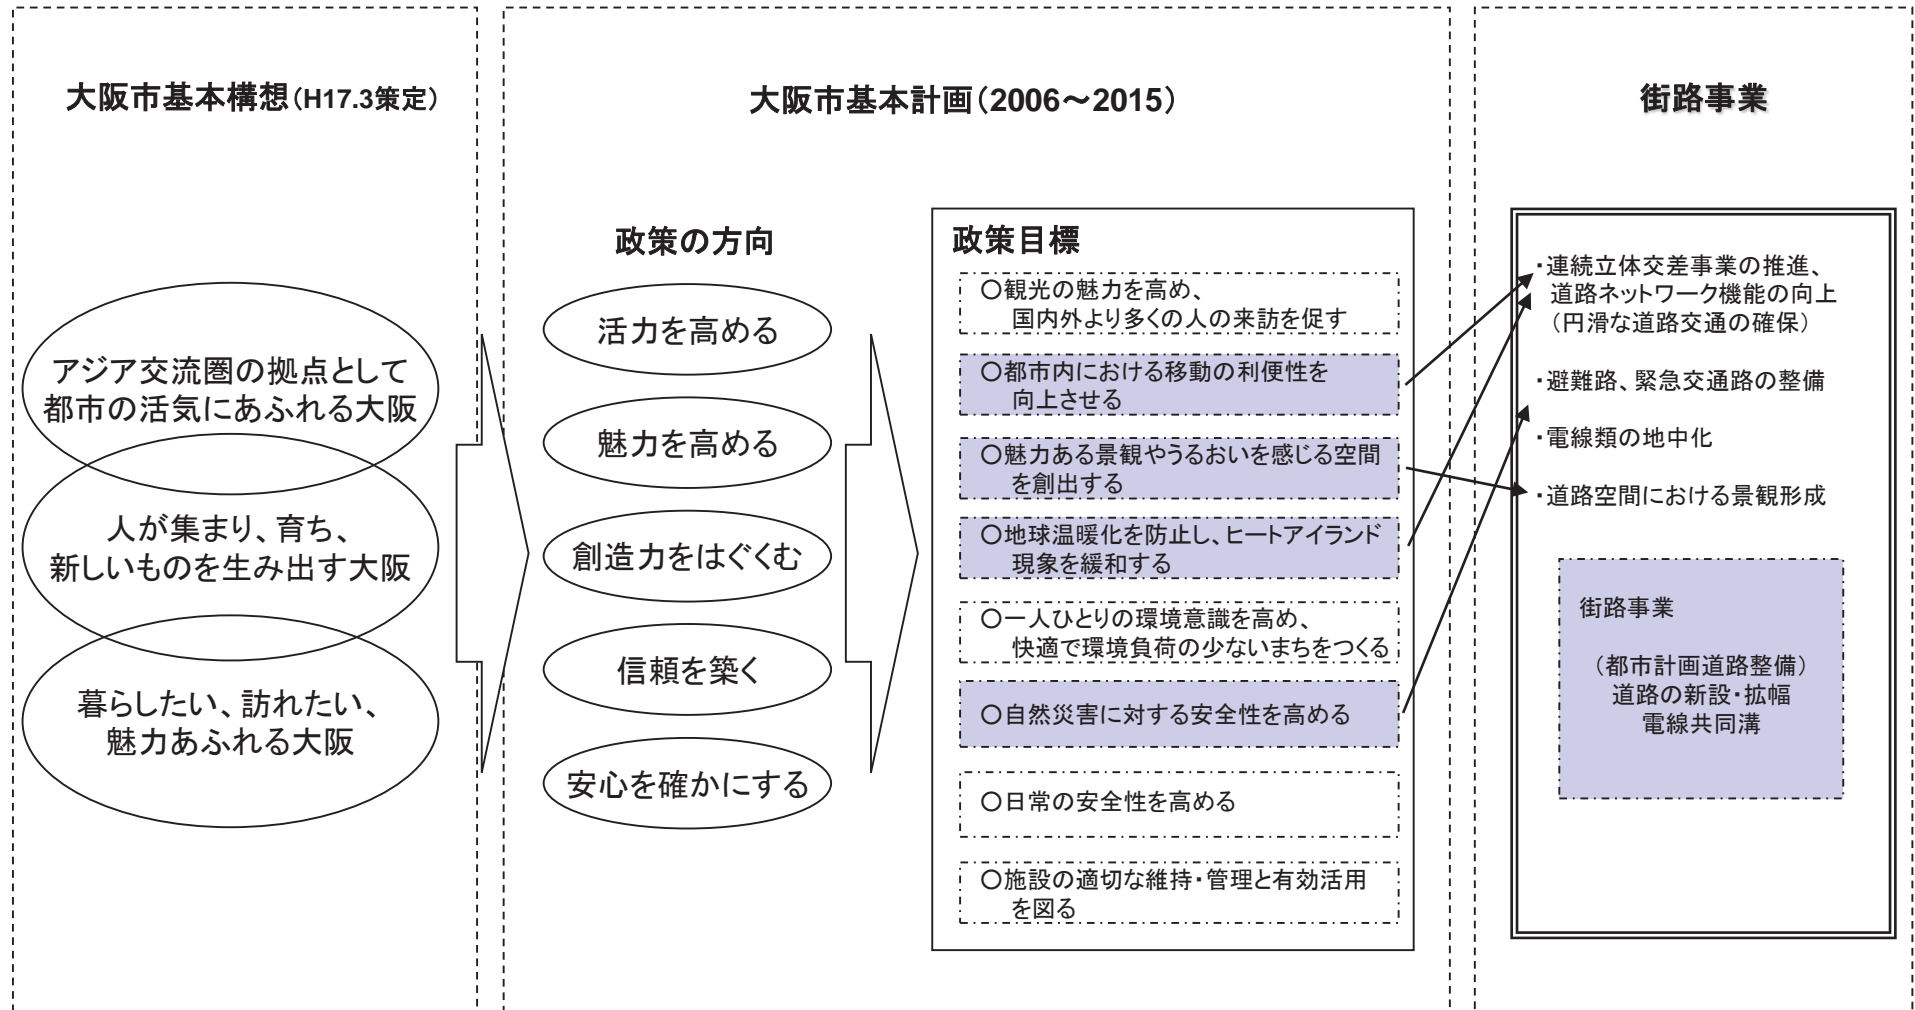 大阪市基本構想（H17.3策定）
アジア交流圏の拠点として
都市の活気にあふれる大阪
人が集まり、育ち、
新しいものを生み出す大阪
暮らしたい、訪れたい、
魅力あふれる大阪
大阪市基本計画（2006～2015）
政策の方向
活力を高める
魅力を高める
創造力をはぐくむ
信頼を築く
安心を確かにする
政策目標
〇観光の魅力を高め、
国内外より多くの人の来訪を促す
〇都市内における移動の利便性を
向上させる
〇魅力ある景観やうるおいを感じる空間
を創出する
〇地球温暖化を防止し、ヒートアイランド
現象を緩和する
〇一人ひとりの環境意識を高め、
快適で環境負荷の少ないまちをつくる
〇自然災害に対する安全性を高める
〇日常の安全性を高める
〇施設の適切な維持・管理と有効活用
を図る
街路事業
・連続立体交差事業の推進、
道路ネットワーク機能の向上
（円滑な道路交通の確保）
・避難路、緊急交通路の整備
・電線類の地中化
・道路空間における景観形成
街路事業
（都市計画道路整備）
道路の新設・拡幅
電線共同溝